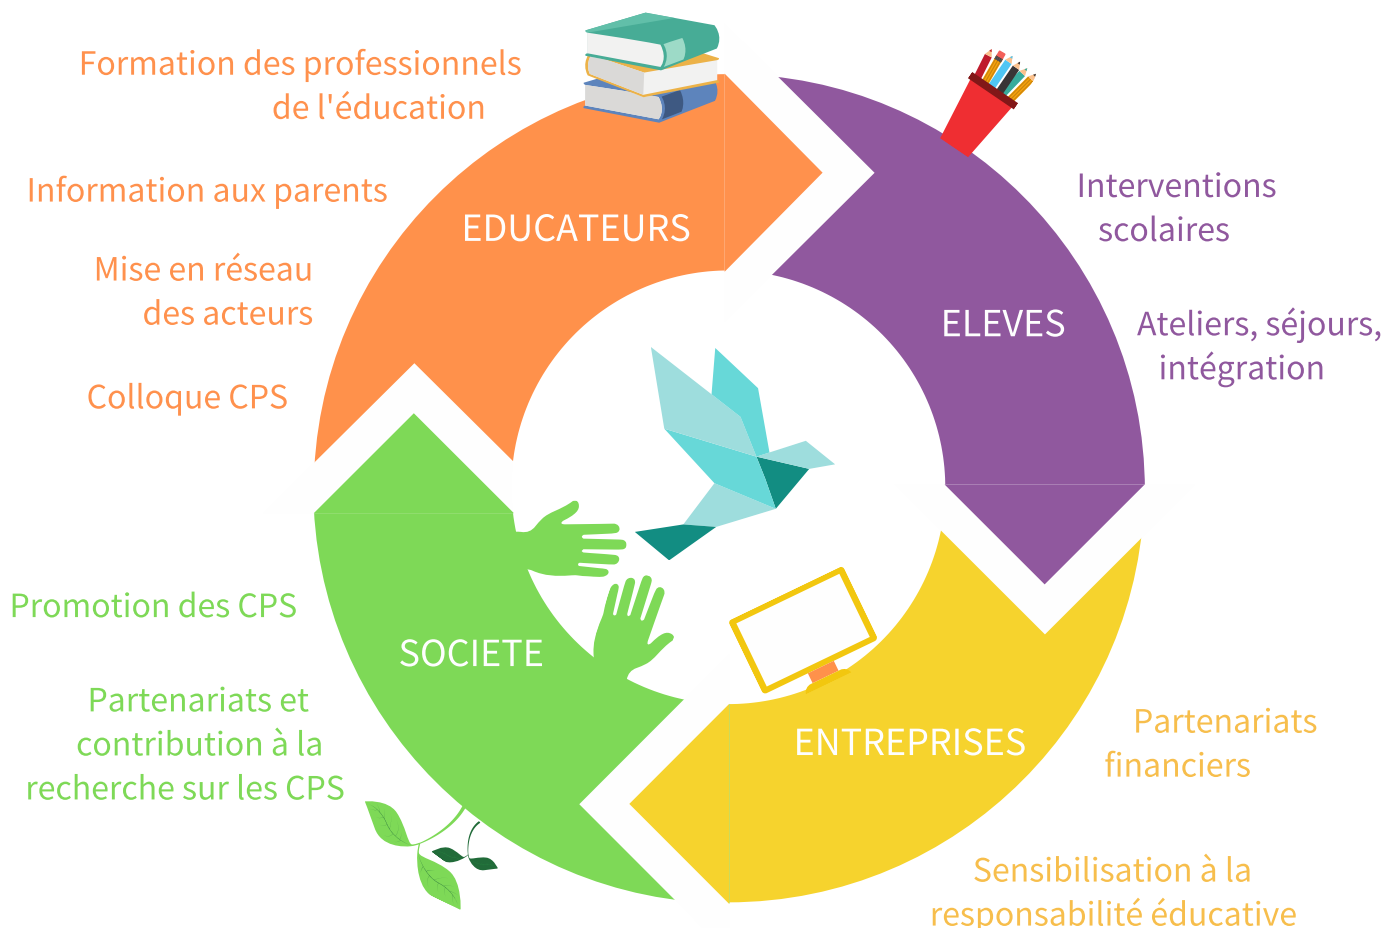 Formation des professionnels
de l'éducation
Information aux parents
Mise en réseau
des acteurs
Colloque CPS
EDUCATEURS
Interventions
scolaires
ELEVES
Ateliers, séjours,
intégration
Promotion des CPS
SOCIETE
Partenariats et
contribution à la
recherche sur les CPS
ENTREPRISES
Partenariats
financiers
Sensibilisation à la
responsabilité éducative